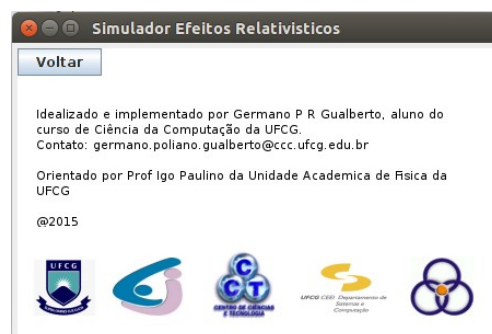 Simulador Efeitos Relativisticos
Voltar
Idealizado e implementado por Germano P R Gualberto, aluno do
curso de Ciência da Computação da UFCG.
Contato: germano.poliano.gualberto@ccc.ufcg.edu.br
Orientado por Prof Igo Paulino da Unidade Academica de Fisica da
UFCG
@2015
UFCG
CCT
CENTRO DE CIÊNCIAS
E TECNOLOGIA
UFCG-CEEI Departamento de
Sistemas e
Computação